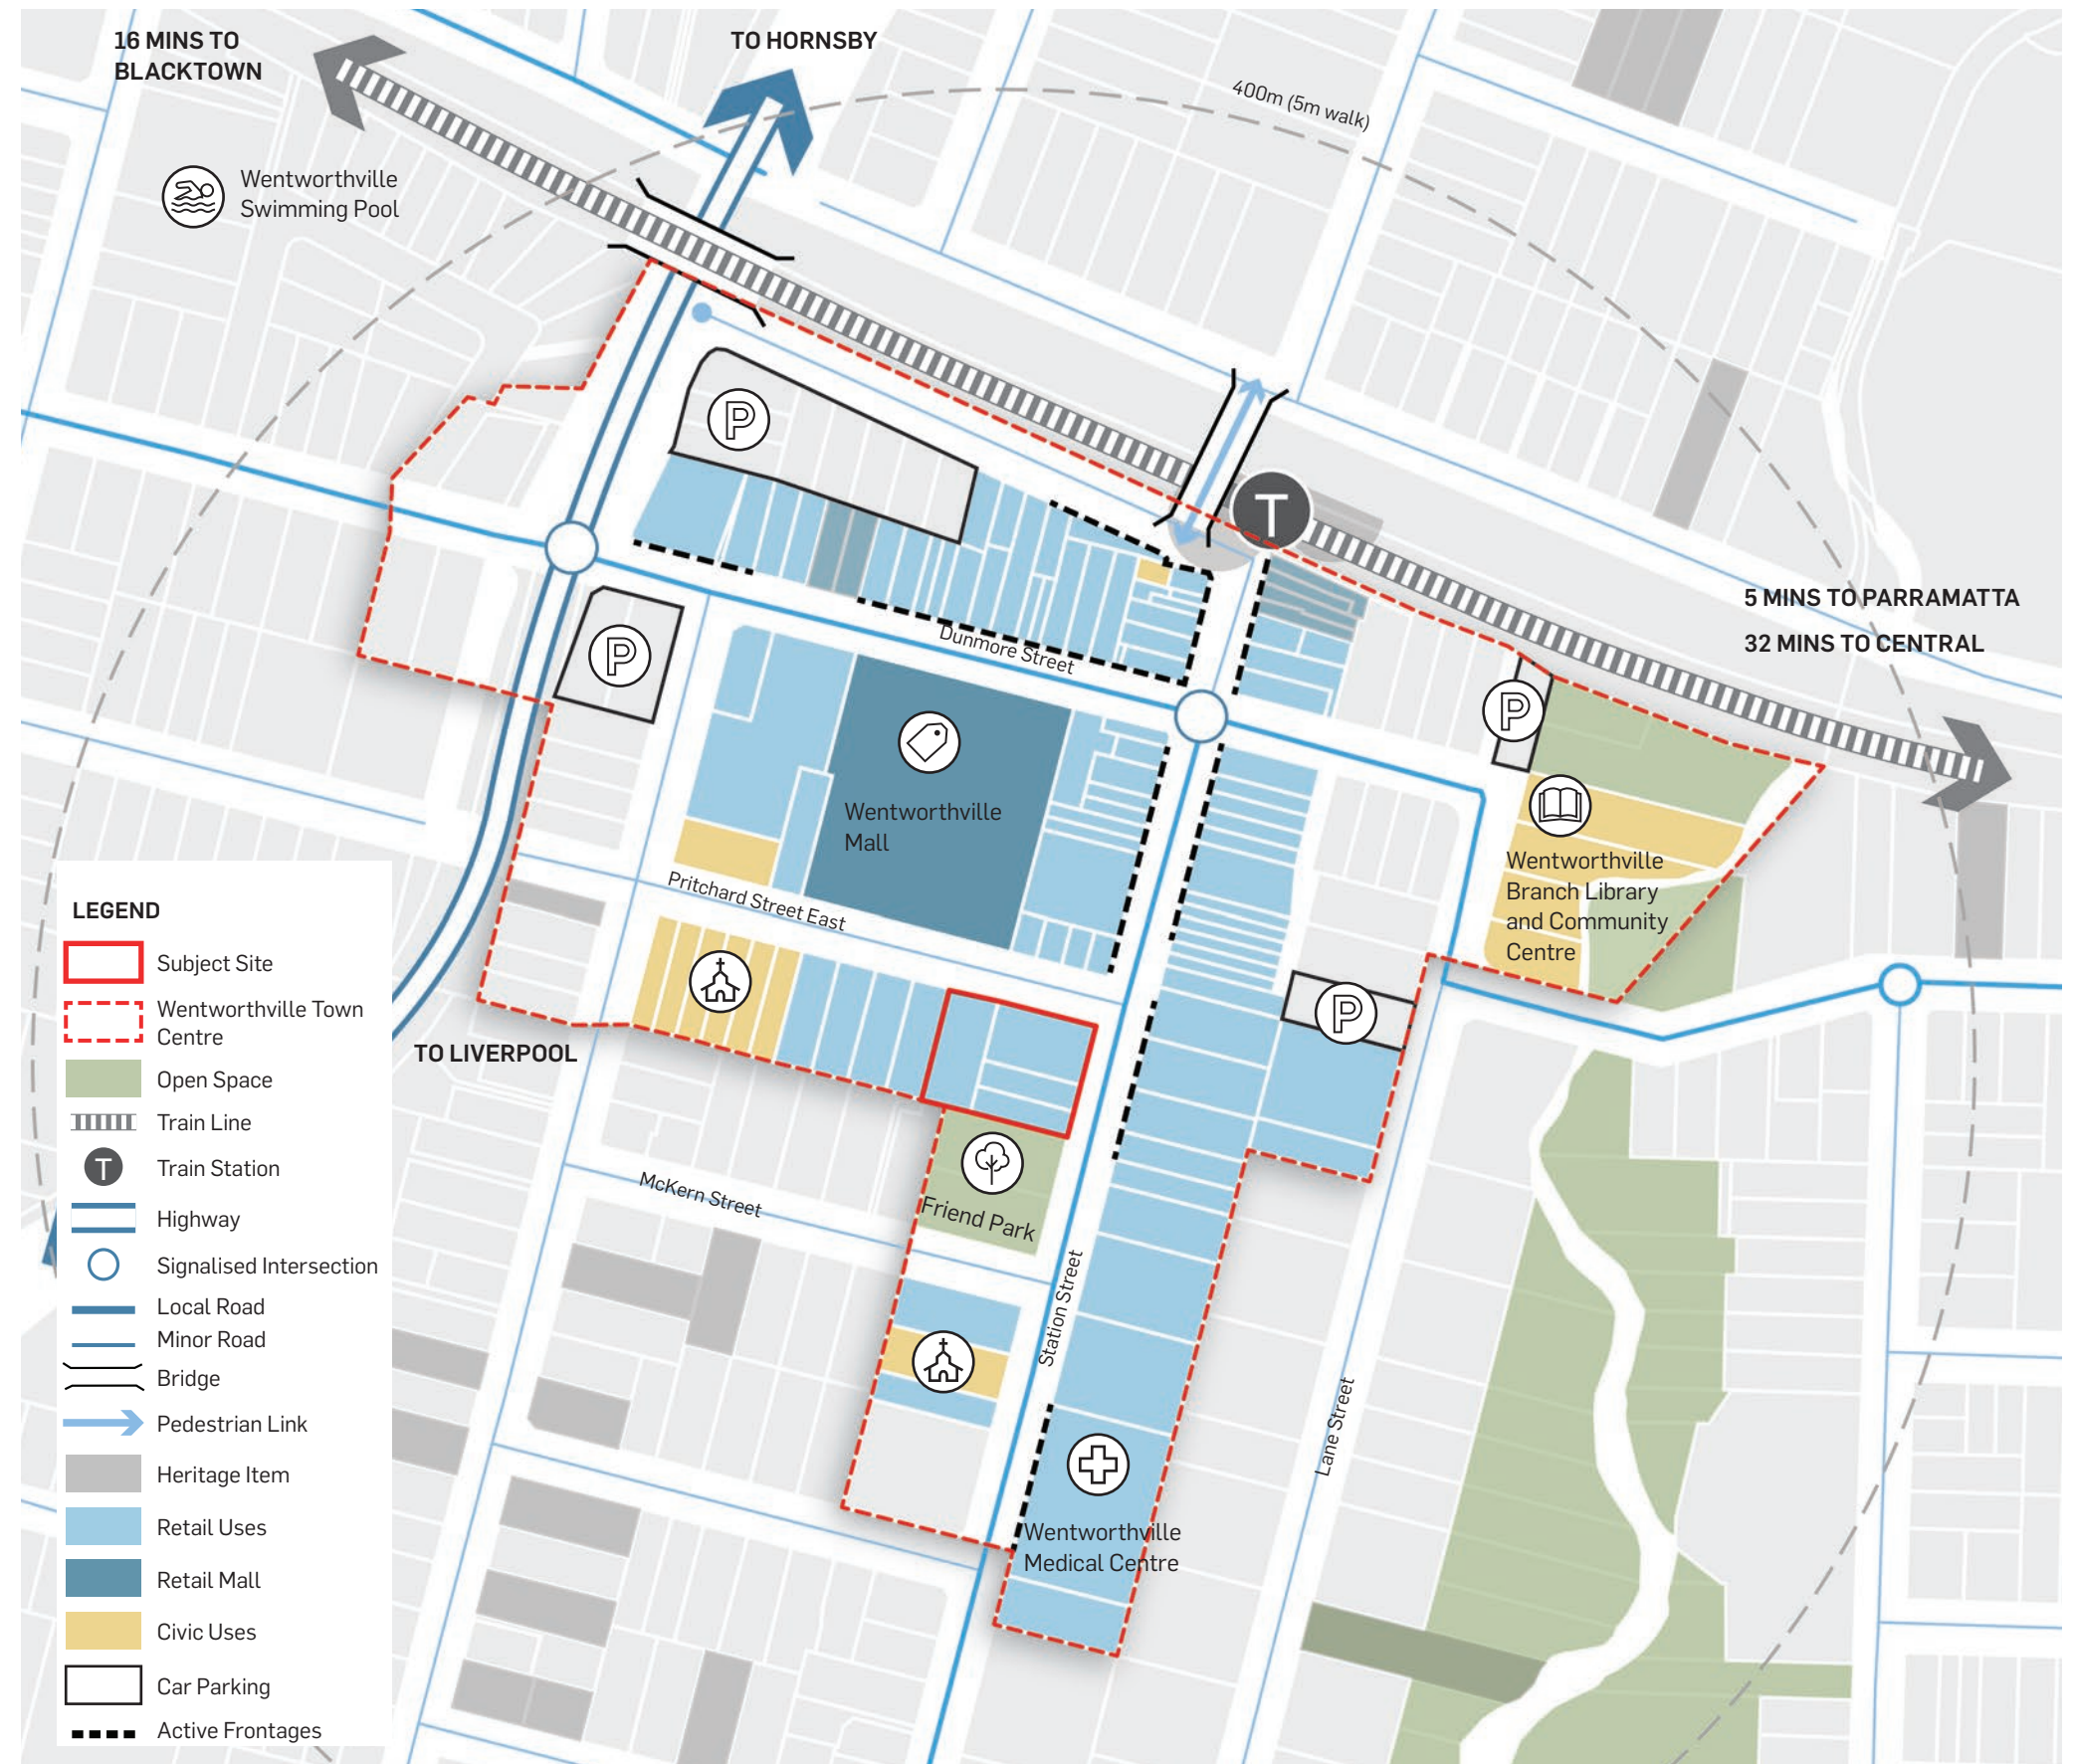 16 MINS TO
BLACKTOWN
TO HORNSBY
400m (5m walk)
Wentworthville
Swimming Pool
P
T
P
5 MINS TO PARRAMATTA
32 MINS TO CENTRAL
Dunmore Street
P
Wentworthville
Mall
Wentworthville
Branch Library
and Community
Centre
Pritchard Street East
P
TO LIVERPOOL
McKern Street
Friend Park
Station Street
Lane Street
Wentworthville
Medical Centre
LEGEND
Subject Site
Wentworthville Town
Centre
Open Space
Train Line
T
Train Station
Highway
Signalised Intersection
Local Road
Minor Road
Bridge
Pedestrian Link
Heritage Item
Retail Uses
Retail Mall
Civic Uses
Car Parking
Active Frontages